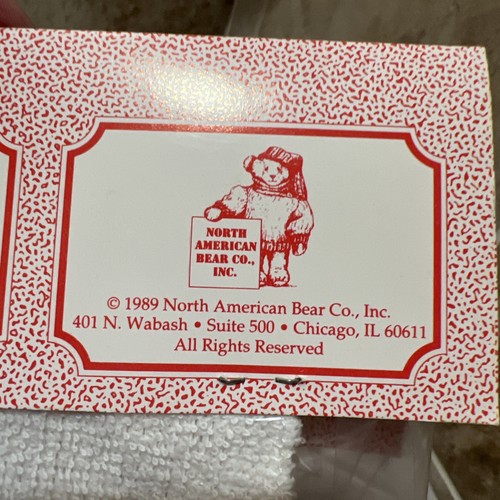 NORTH
AMERICAN
BEAR CO.,
INC.
© 1989 North American Bear Co., Inc.
401 N. Wabash • Suite 500 • Chicago, IL 60611
All Rights Reserved